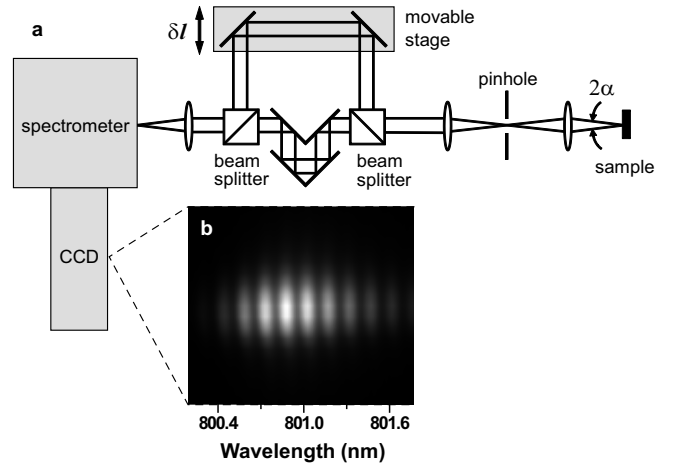 a
δl
movable
stage
spectrometer
beam
splitter
beam
splitter
pinhole
2α
sample
CCD
b
800.4
801.0
801.6
Wavelength (nm)